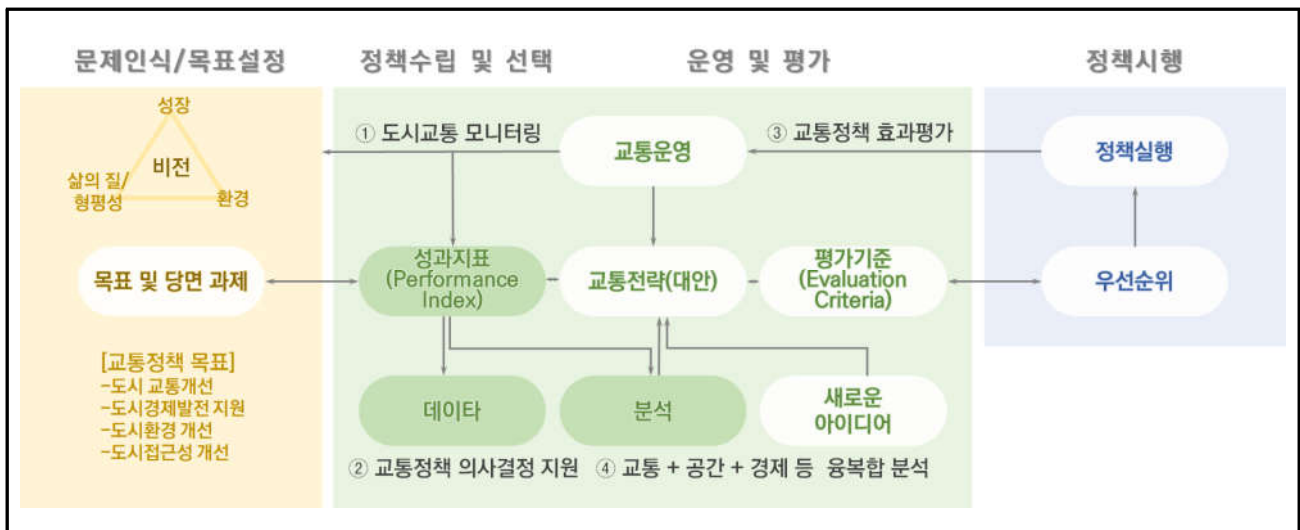 문제인식/목표설정
정책수립 및 선택
운영 및 평가
정책시행
성장
비전
삶의 질/
형평성
환경
① 도시교통 모니터링
교통운영
③ 교통정책 효과평가
정책실행
목표 및 당면 과제
성과지표
(Performance
Index)
교통전략(대안)
평가기준
(Evaluation
Criteria)
우선순위
[교통정책 목표]
-도시 교통개선
-도시경제발전 지원
-도시환경 개선
-도시접근성 개선
데이타
분석
새로운
아이디어
② 교통정책 의사결정 지원
④ 교통 + 공간 + 경제 등 융복합 분석